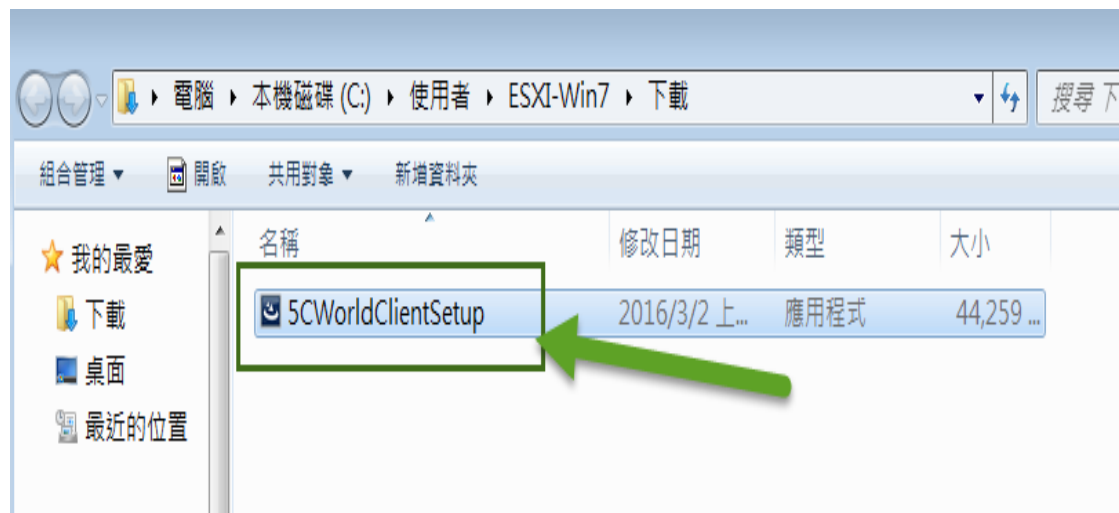 電腦 本機磁碟 (C:) 使用者 ESXI-Win7 下載 搜尋 下
組合管理 開啟 共用對象 新增資料夾
我的最愛 名稱 修改日期 類型 大小
下載 5CWorldClientSetup 2016/3/2 上... 應用程式 44,259 ...
桌面
最近的位置